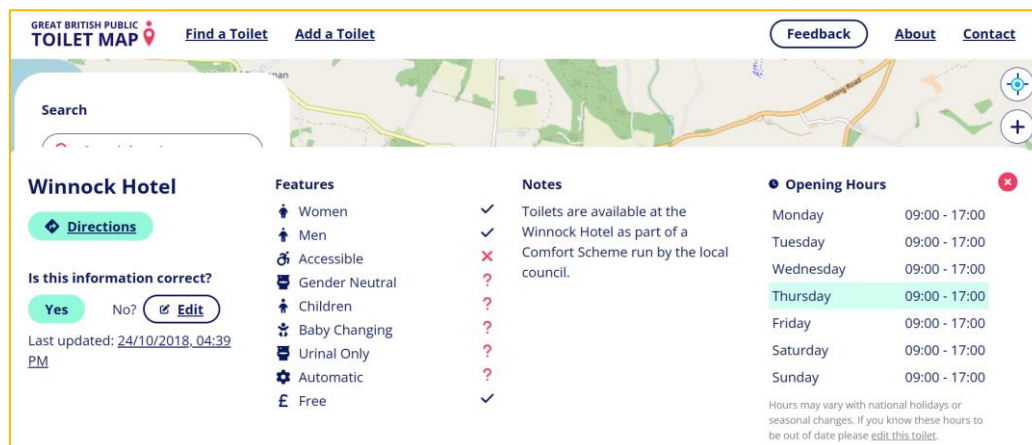 GREAT BRITISH PUBLIC
TOILET MAP
Find a Toilet
Add a Toilet
Feedback
About
Contact
Stirling Road
Search
Winnock Hotel
Directions
Is this information correct?
Yes
No?
Edit
Last updated: 24/10/2018, 04:39
PM
Features
Women
Men
Accessible
Gender Neutral
?
Children
?
Baby Changing
?
Urinal Only
?
Automatic
?
£ Free
Notes
Toilets are available at the
Winnock Hotel as part of a
Comfort Scheme run by the local
council.
Opening Hours
Monday 09:00 - 17:00
Tuesday 09:00 - 17:00
Wednesday 09:00 - 17:00
Thursday 09:00 - 17:00
Friday 09:00 - 17:00
Saturday 09:00 - 17:00
Sunday 09:00 - 17:00
Hours may vary with national holidays or
seasonal changes. If you know these hours to
be out of date please edit this toilet.